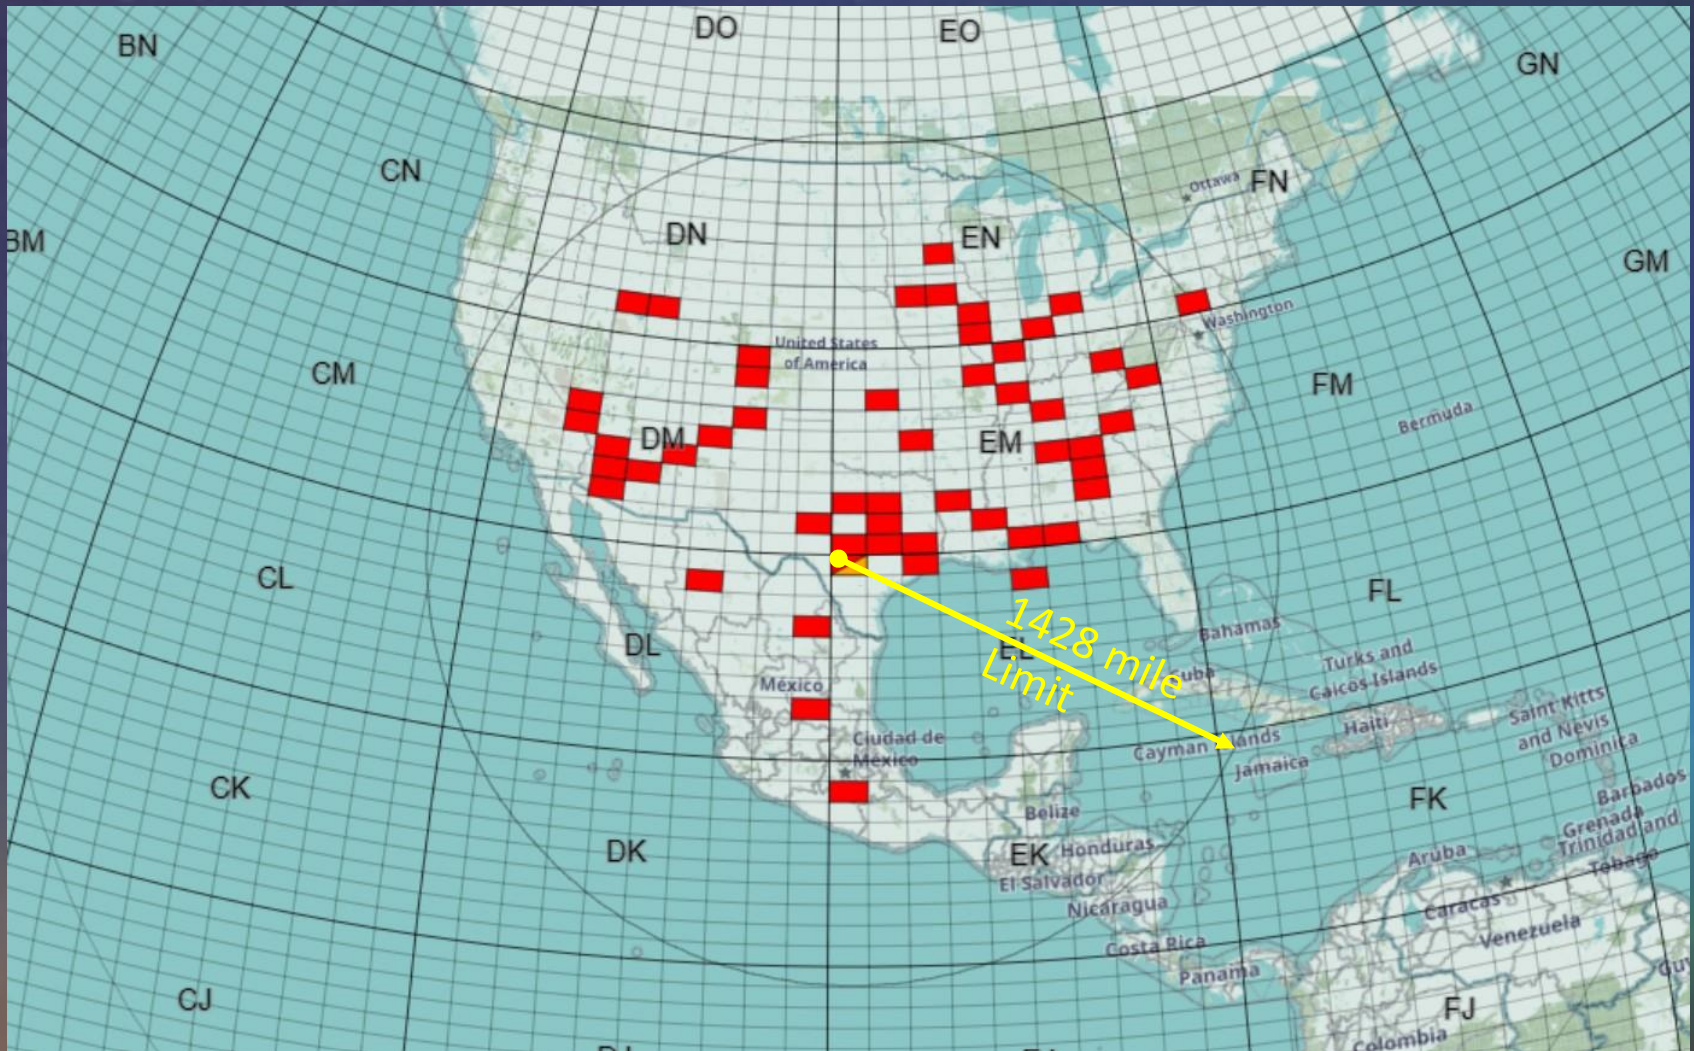 DO
EO
BN
GN
CN
Ottawa
FN
BM
DN
EN
GM
Washington
United States
of America
CM
FM
Bermuda
DM
EM
CL
FL
1428 mile
Limit
Bahamas
DL
EL
Turks and
Caicos Islands
Cuba
México
Saint Kitts
and Nevis
Haiti
Ciudad de
México
Cayman Islands
Dominica
Jamaica
CK
FK
Barbados
Belize
Grenada
Trinidad and
Tobago
DK
EK
Honduras
Aruba
El Salvador
Nicaragua
Caracas
Venezuela
Costa Rica
Panama
CJ
FJ
Colombia